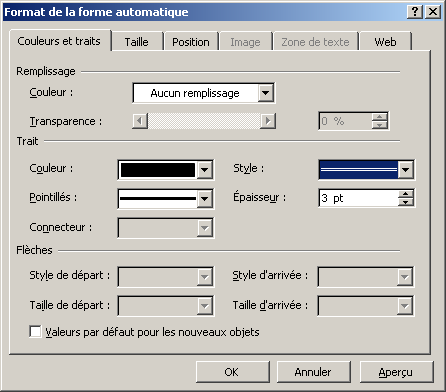 Format de la forme automatique
Couleurs et traits Taille Position Image Zone de texte Web
Remplissage
Couleur : Aucun remplissage
Transparence : 0 %
Trait
Couleur : Style :
Pointillés : Épaisseur : 3 pt
Connecteur :
Flèches
Style de départ : Style d'arrivée :
Taille de départ : Taille d'arrivée :
Valeurs par défaut pour les nouveaux objets
OK Annuler Aperçu